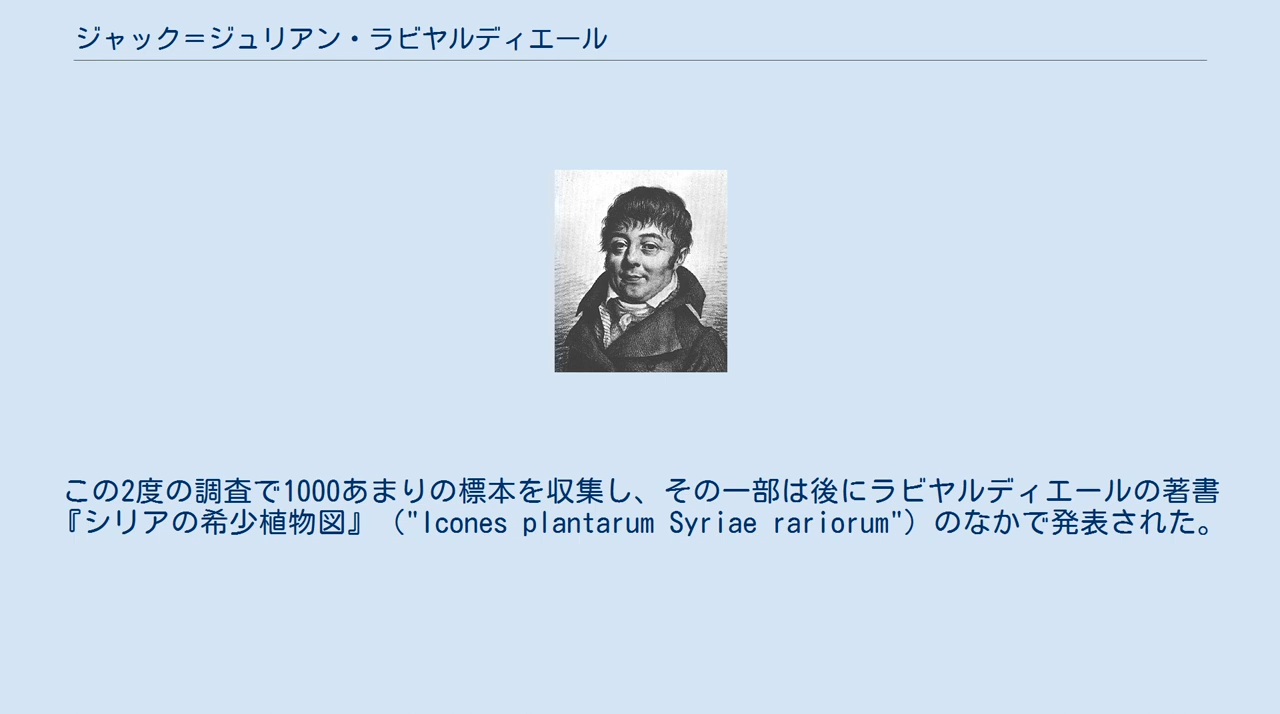 ジャック＝ジュリアン・ラビヤルディエール
この2度の調査で1000あまりの標本を収集し、その一部は後にラビヤルディエールの著書
『シリアの希少植物図』（"Icones plantarum Syriae rariorum"）のなかで発表された。